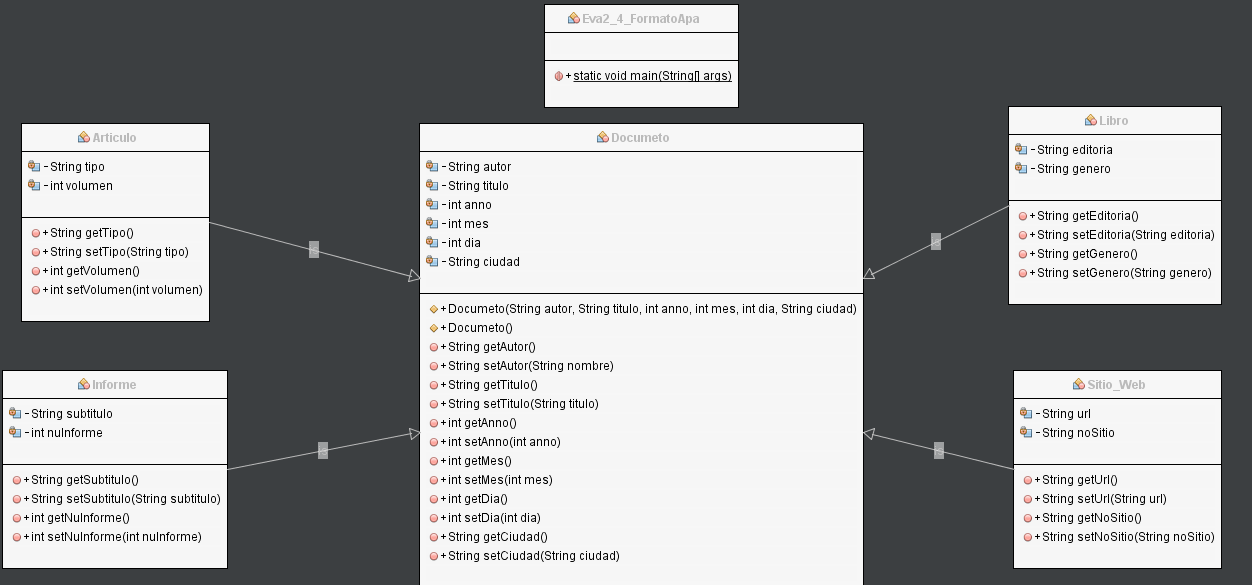 Eva2_4_FormatoApa
+ static void main(String[] args)
Articulo
- String tipo
- int volumen
+ String getTipo()
+ String setTipo(String tipo)
+ int getVolumen()
+ int setVolumen(int volumen)
Documeto
- String autor
- String titulo
- int anno
- int mes
- int dia
- String ciudad
+ Documeto(String autor, String titulo, int anno, int mes, int dia, String ciudad)
+ Documeto()
+ String getAutor()
+ String setAutor(String nombre)
+ String getTitulo()
+ String setTitulo(String titulo)
+ int getAnno()
+ int setAnno(int anno)
+ int getMes()
+ int setMes(int mes)
+ int getDia()
+ int setDia(int dia)
+ String getCiudad()
+ String setCiudad(String ciudad)
Libro
- String editoria
- String genero
+ String getEditoria()
+ String setEditoria(String editoria)
+ String getGenero()
+ String setGenero(String genero)
Informe
- String subtitulo
- int nuInforme
+ String getSubtitulo()
+ String setSubtitulo(String subtitulo)
+ int getNuInforme()
+ int setNuInforme(int nuInforme)
Sitio_Web
- String url
- String noSitio
+ String getUrl()
+ String setUrl(String url)
+ String getNoSitio()
+ String setNoSitio(String noSitio)